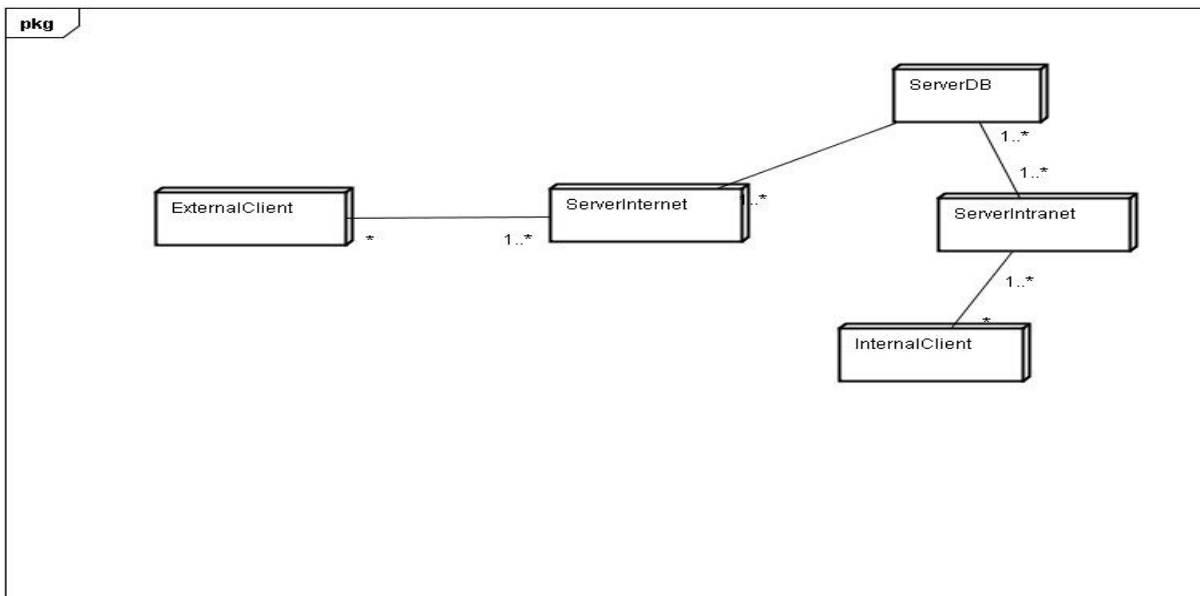 pkg
ServerDB
1..*
1..*
ExternalClient
ServerInternet
1..*
ServerIntranet
*
1..*
1..*
*
InternalClient